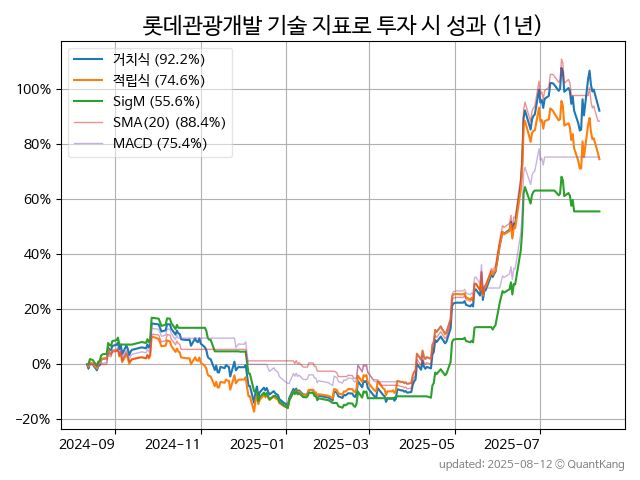 롯데관광개발 기술 지표로 투자 시 성과 (1년)
거치식 (92.2%)
적립식 (74.6%)
SigM (55.6%)
SMA(20) (88.4%)
MACD (75.4%)
100%
80%
60%
40%
20%
0%
−20%
2024-09
2024-11
2025-01
2025-03
2025-05
2025-07
updated: 2025-08-12 © QuantKang